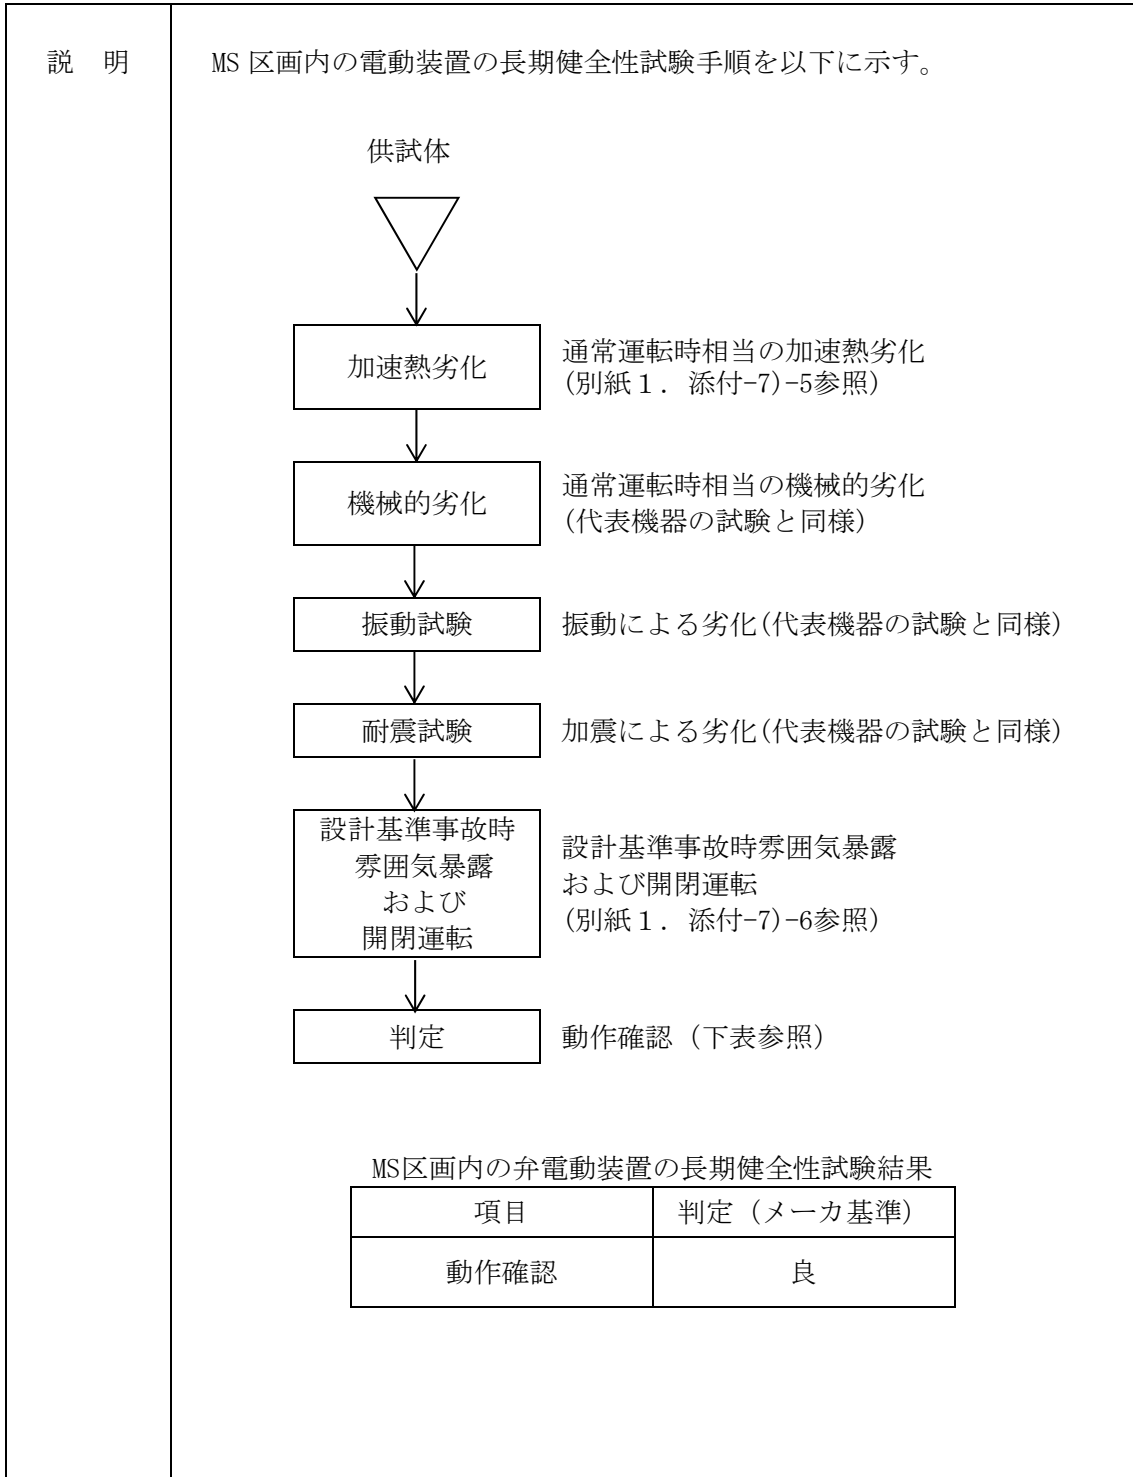 説　明
MS 区画内の電動装置の長期健全性試験手順を以下に示す。
供試体
加速熱劣化
通常運転時相当の加速熱劣化
(別紙１．添付-7)-5参照)
機械的劣化
通常運転時相当の機械的劣化
(代表機器の試験と同様)
振動試験
振動による劣化(代表機器の試験と同様)
耐震試験
加震による劣化(代表機器の試験と同様)
設計基準事故時
雰囲気暴露
および
開閉運転
設計基準事故時雰囲気暴露
および開閉運転
(別紙１．添付-7)-6参照)
判定
動作確認（下表参照）
MS区画内の弁電動装置の長期健全性試験結果
項目
判定（メーカ基準）
動作確認
良